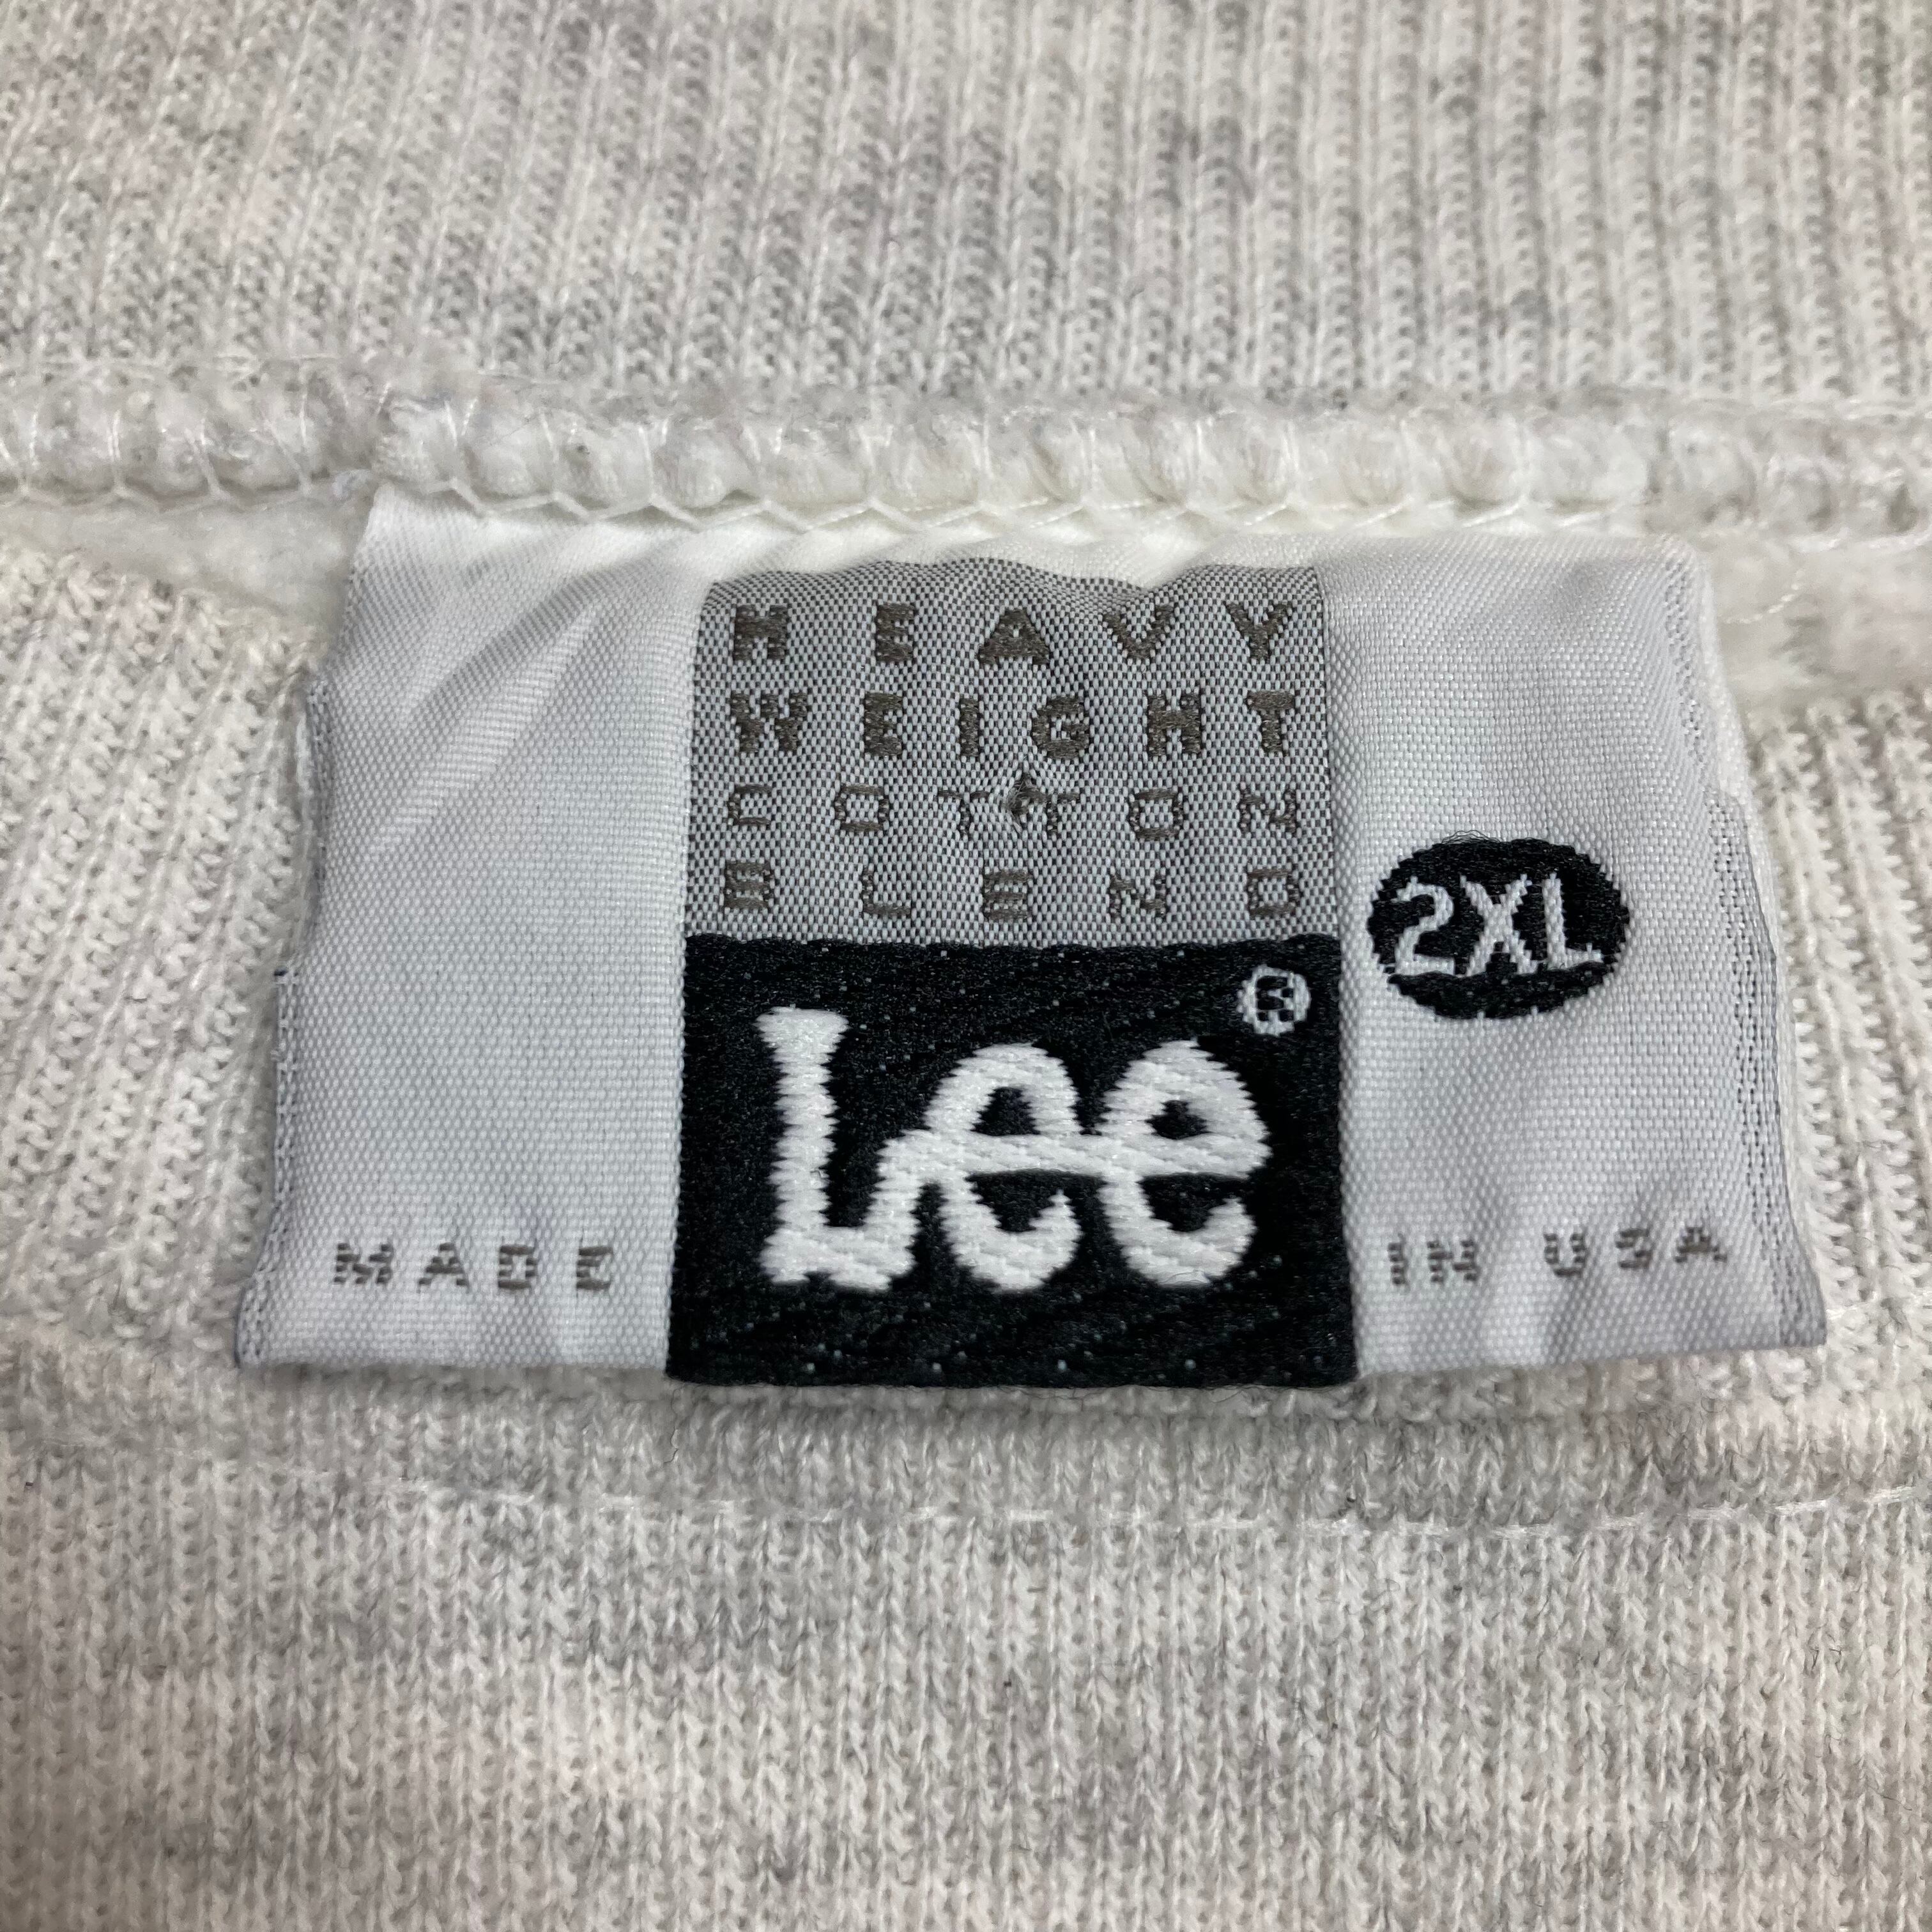 HEAVY
WEIGHT
COTTON
BLEND
2XL
Lee®
MADE IN USA